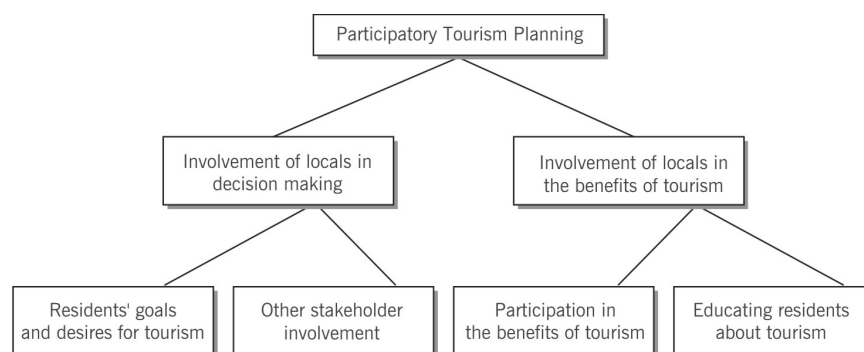 Participatory Tourism Planning
Involvement of locals in
decision making
Involvement of locals in
the benefits of tourism
Residents' goals
and desires for tourism
Other stakeholder
involvement
Participation in
the benefits of tourism
Educating residents
about tourism